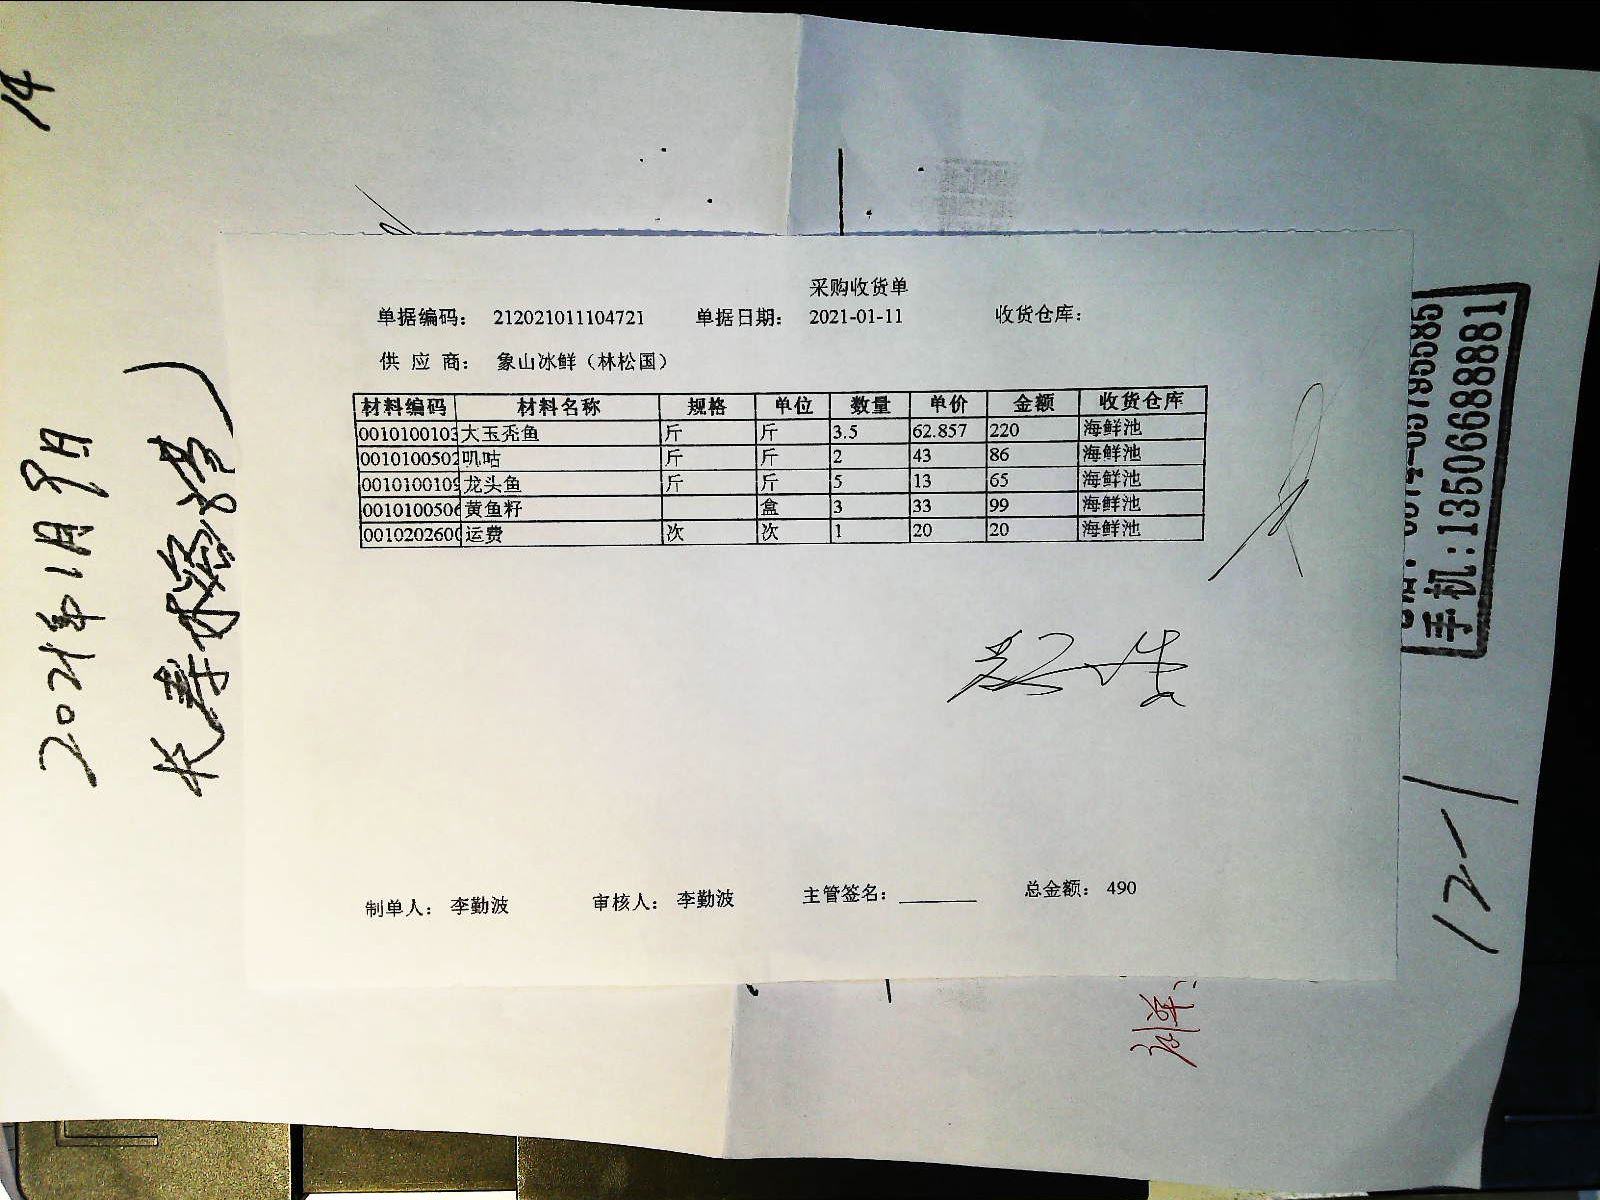 14
采购收货单
单据编码： 212021011104721 单据日期： 2021-01-11 收货仓库：
供 应 商： 象山冰鲜（林松国）
材料编码 材料名称 规格 单位 数量 单价 金额 收货仓库
0010100103 大玉秃鱼 斤 斤 3.5 62.857 220 海鲜池
0010100502 叽咕 斤 斤 2 43 86 海鲜池
0010100109 龙头鱼 斤 斤 5 13 65 海鲜池
0010100506 黄鱼籽 盒 3 33 99 海鲜池
0010202600 运费 次 次 1 20 20 海鲜池
制单人： 李勤波 审核人： 李勤波 主管签名： 总金额： 490
2021年1月9日
手机:13506688881